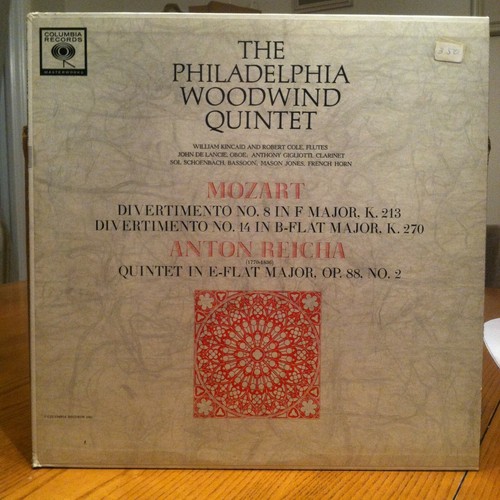 COLUMBIA
RECORDS
MASTERWORKS
THE
PHILADELPHIA
WOODWIND
QUINTET
WILLIAM KINCAID AND ROBERT COLE, FLUTES
JOHN DE LANCIE, OBOE, ANTHONY GIGLIOTTI, CLARINET
SOL SCHOENBACH, BASSOON, MASON JONES, FRENCH HORN
MOZART
DIVERTIMENTO NO. 8 IN F MAJOR, K. 213
DIVERTIMENTO NO. 14 IN B-FLAT MAJOR, K. 270
ANTON REICHA
QUINTET IN E-FLAT MAJOR, OP. 88, NO. 2